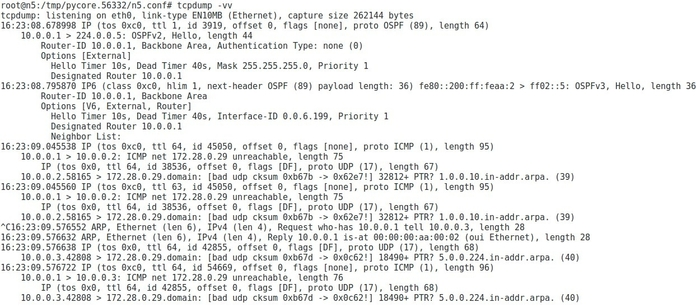 root@n5:/tmp/pycore.56332/n5.conf# tcpdump -vv
tcpdump: listening on eth0, link-type EN10MB (Ethernet), capture size 262144 bytes
16:23:08.678998 IP (tos 0xc0, ttl 1, id 3919, offset 0, flags [none], proto OSPF (89), length 64)
10.0.0.1 > 224.0.0.5: OSPFv2, Hello, length 44
Router-ID 10.0.0.1, Backbone Area, Authentication Type: none (0)
Options [External]
Hello Timer 10s, Dead Timer 40s, Mask 255.255.255.0, Priority 1
Designated Router 10.0.0.1
16:23:08.795870 IP6 (class 0xc0, hlim 1, next-header OSPF (89) payload length: 36) fe80::200:ff:feaa:2 > ff02::5: OSPFv3, Hello, length 36
Router-ID 10.0.0.1, Backbone Area
Options [V6, External, Router]
Hello Timer 10s, Dead Timer 40s, Interface-ID 0.0.6.199, Priority 1
Designated Router 10.0.0.1
Neighbor List:
16:23:09.045538 IP (tos 0xc0, ttl 64, id 45050, offset 0, flags [none], proto ICMP (1), length 95)
10.0.0.1 > 10.0.0.2: ICMP net 172.28.0.29 unreachable, length 75
IP (tos 0x0, ttl 64, id 38536, offset 0, flags [DF], proto UDP (17), length 67)
10.0.0.2.58165 > 172.28.0.29.domain: [bad udp cksum 0xb67b -> 0x62e7!] 32812+ PTR? 1.0.0.10.in-addr.arpa. (39)
16:23:09.045560 IP (tos 0xc0, ttl 63, id 45050, offset 0, flags [none], proto ICMP (1), length 95)
10.0.0.1 > 10.0.0.2: ICMP net 172.28.0.29 unreachable, length 75
IP (tos 0x0, ttl 64, id 38536, offset 0, flags [DF], proto UDP (17), length 67)
10.0.0.2.58165 > 172.28.0.29.domain: [bad udp cksum 0xb67b -> 0x62e7!] 32812+ PTR? 1.0.0.10.in-addr.arpa. (39)
^C16:23:09.576552 ARP, Ethernet (len 6), IPv4 (len 4), Request who-has 10.0.0.1 tell 10.0.0.3, length 28
16:23:09.576632 ARP, Ethernet (len 6), IPv4 (len 4), Reply 10.0.0.1 is-at 00:00:00:aa:00:02 (oui Ethernet), length 28
16:23:09.576638 IP (tos 0x0, ttl 64, id 42855, offset 0, flags [DF], proto UDP (17), length 68)
10.0.0.3.42808 > 172.28.0.29.domain: [bad udp cksum 0xb67d -> 0x0c62!] 18490+ PTR? 5.0.0.224.in-addr.arpa. (40)
16:23:09.576722 IP (tos 0xc0, ttl 64, id 54669, offset 0, flags [none], proto ICMP (1), length 96)
10.0.0.1 > 10.0.0.3: ICMP net 172.28.0.29 unreachable, length 76
IP (tos 0x0, ttl 64, id 42855, offset 0, flags [DF], proto UDP (17), length 68)
10.0.0.3.42808 > 172.28.0.29.domain: [bad udp cksum 0xb67d -> 0x0c62!] 18490+ PTR? 5.0.0.224.in-addr.arpa. (40)